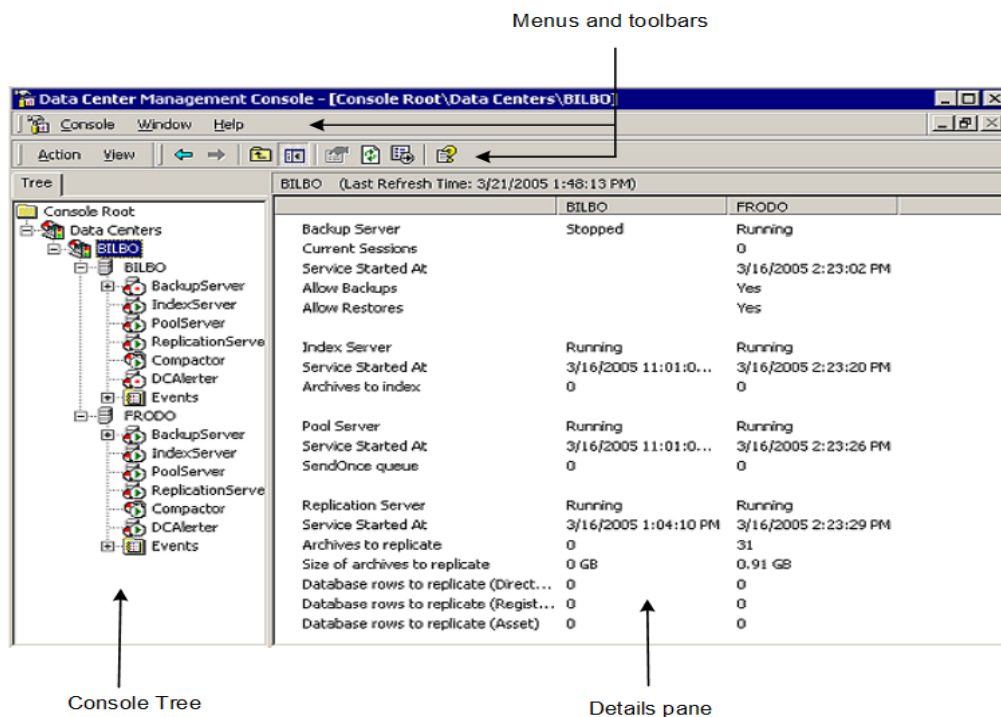 Menus and toolbars
Data Center Management Console - [Console Root\Data Centers\BILBO]
Console Window Help
Action View
Tree
BILBO (Last Refresh Time: 3/21/2005 1:48:13 PM)
Console Root
Data Centers
BILBO
BILBO
BackupServer
IndexServer
PoolServer
ReplicationServe
Compactor
DCAlerter
Events
FRODO
BackupServer
IndexServer
PoolServer
ReplicationServe
Compactor
DCAlerter
Events
BILBO FRODO
Backup Server Stopped Running
Current Sessions 0
Service Started At 3/16/2005 2:23:02 PM
Allow Backups Yes
Allow Restores Yes
Index Server Running Running
Service Started At 3/16/2005 11:01:0... 3/16/2005 2:23:20 PM
Archives to index 0 0
Pool Server Running Running
Service Started At 3/16/2005 11:01:0... 3/16/2005 2:23:26 PM
SendOnce queue 0 0
Replication Server Running Running
Service Started At 3/16/2005 1:04:10 PM 3/16/2005 2:23:29 PM
Archives to replicate 0 31
Size of archives to replicate 0 GB 0.91 GB
Database rows to replicate (Direct... 0 0
Database rows to replicate (Regist... 0 0
Database rows to replicate (Asset) 0 0
Console Tree
Details pane